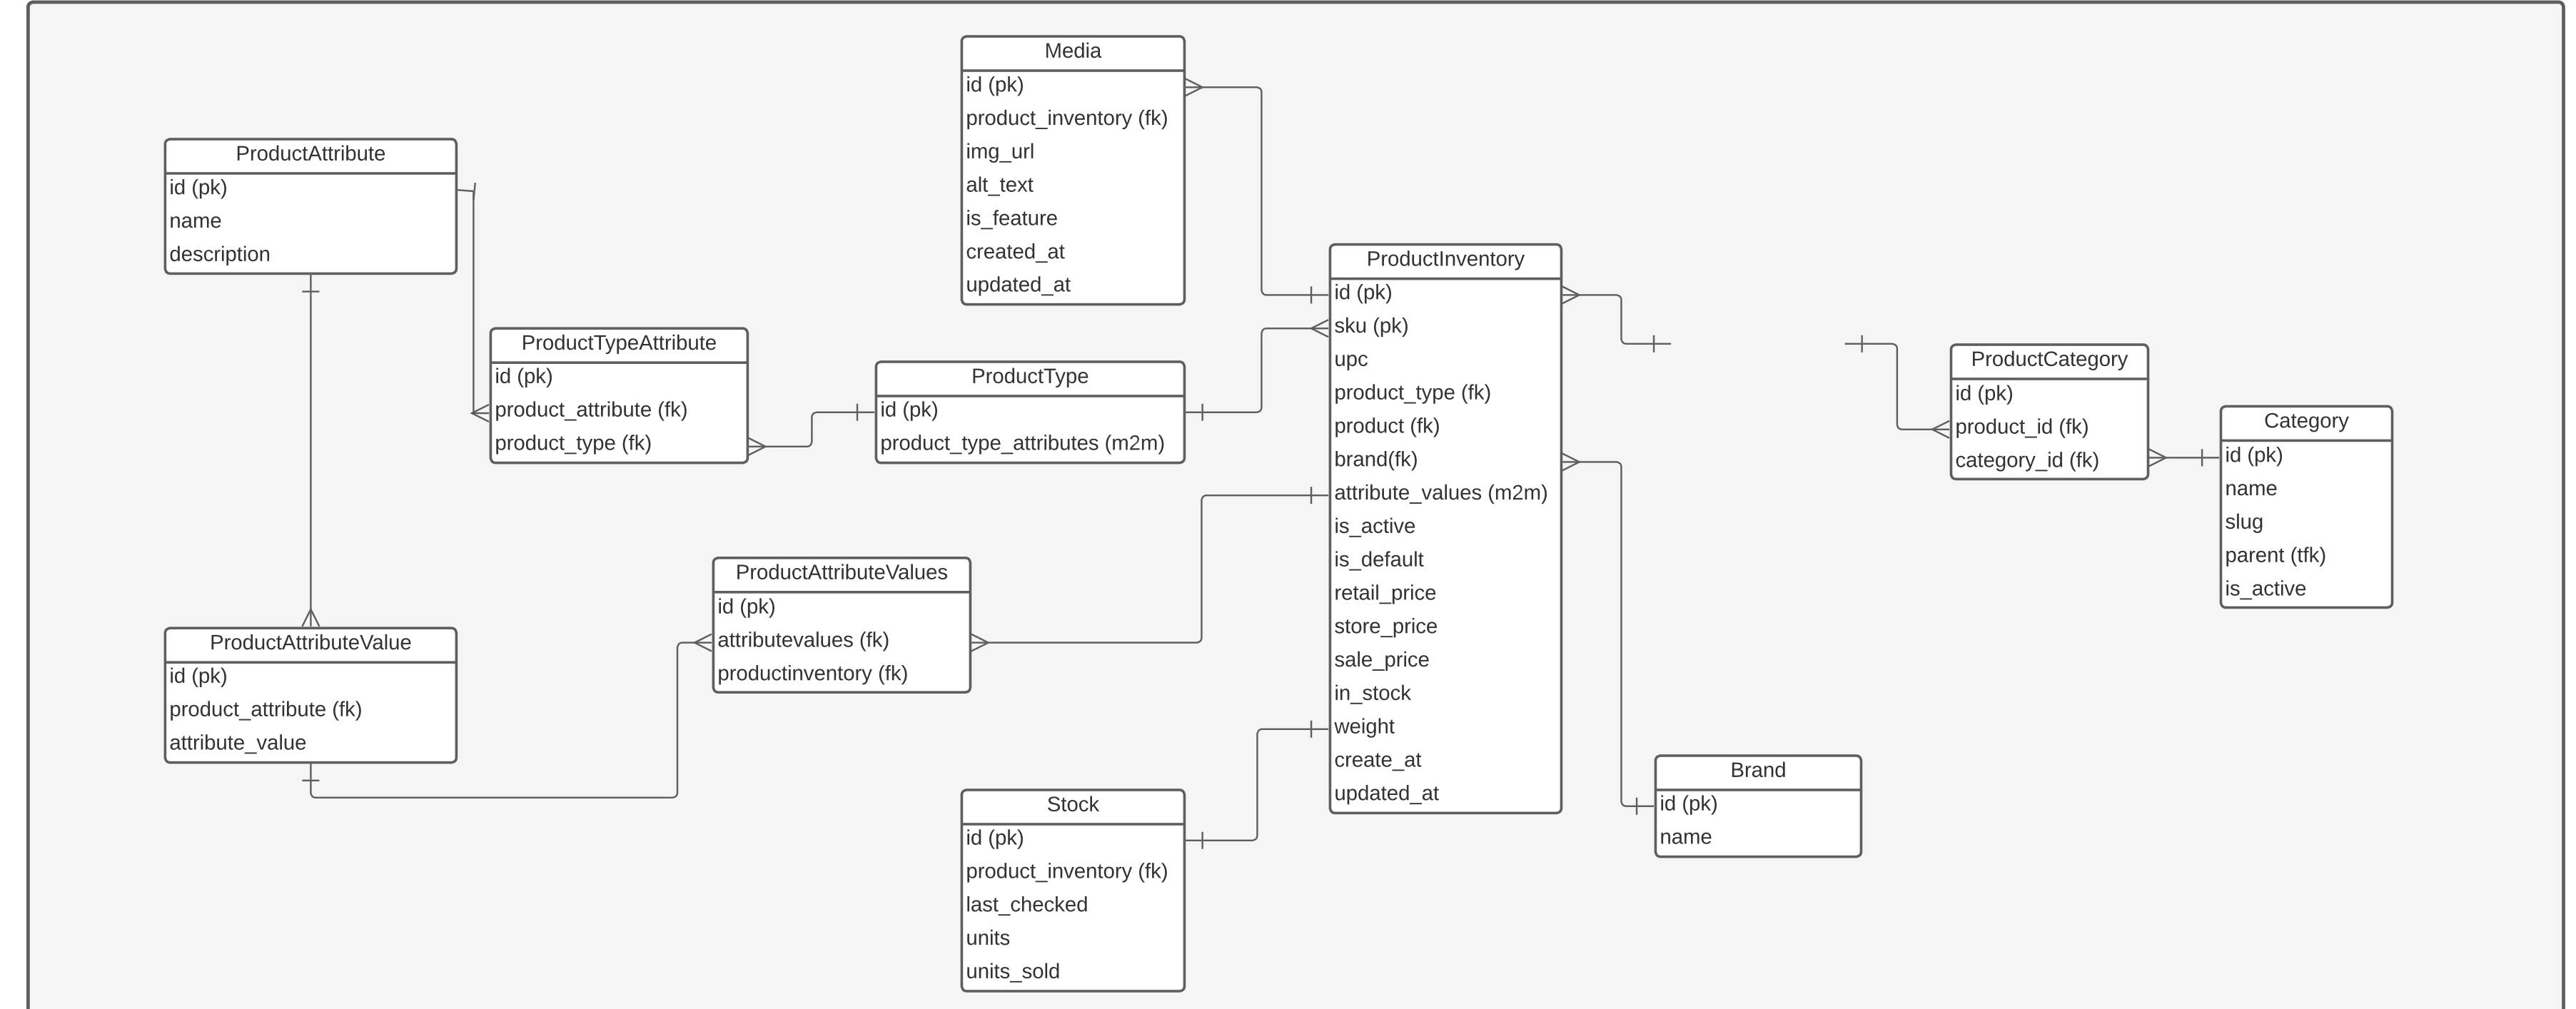 Media
id (pk)
product_inventory (fk)
img_url
alt_text
is_feature
created_at
updated_at
ProductAttribute
id (pk)
name
description
ProductTypeAttribute
id (pk)
product_attribute (fk)
product_type (fk)
ProductType
id (pk)
product_type_attributes (m2m)
ProductInventory
id (pk)
sku (pk)
upc
product_type (fk)
product (fk)
brand(fk)
attribute_values (m2m)
is_active
is_default
retail_price
store_price
sale_price
in_stock
weight
create_at
updated_at
ProductCategory
id (pk)
product_id (fk)
category_id (fk)
Category
id (pk)
name
slug
parent (tfk)
is_active
ProductAttributeValues
id (pk)
attributevalues (fk)
productinventory (fk)
ProductAttributeValue
id (pk)
product_attribute (fk)
attribute_value
Stock
id (pk)
product_inventory (fk)
last_checked
units
units_sold
Brand
id (pk)
name